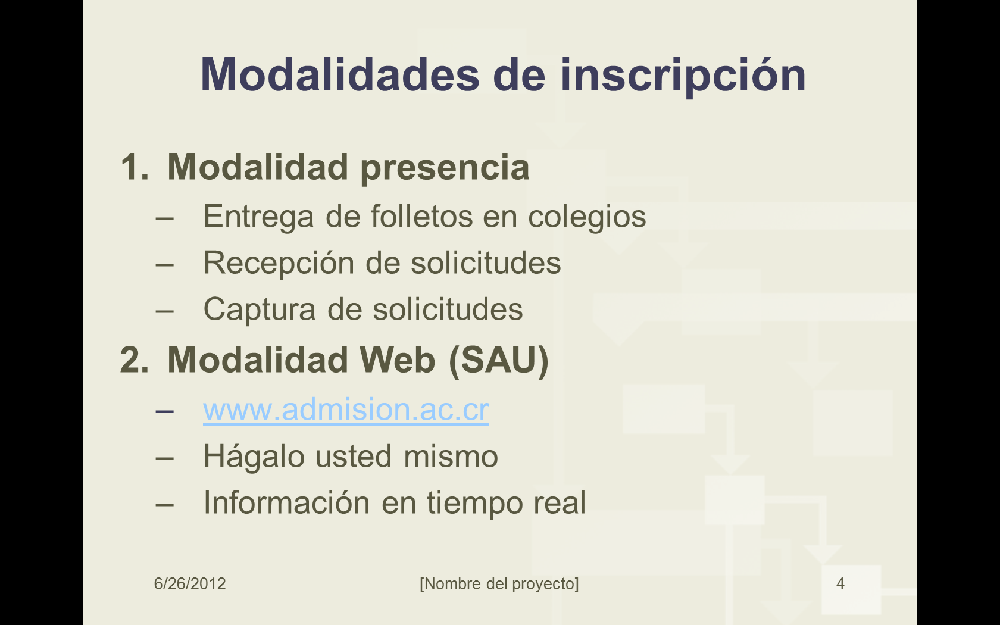 Modalidades de inscripción
1. Modalidad presencia
– Entrega de folletos en colegios
– Recepción de solicitudes
– Captura de solicitudes
2. Modalidad Web (SAU)
– www.admision.ac.cr
– Hágalo usted mismo
– Información en tiempo real
6/26/2012 [Nombre del proyecto] 4